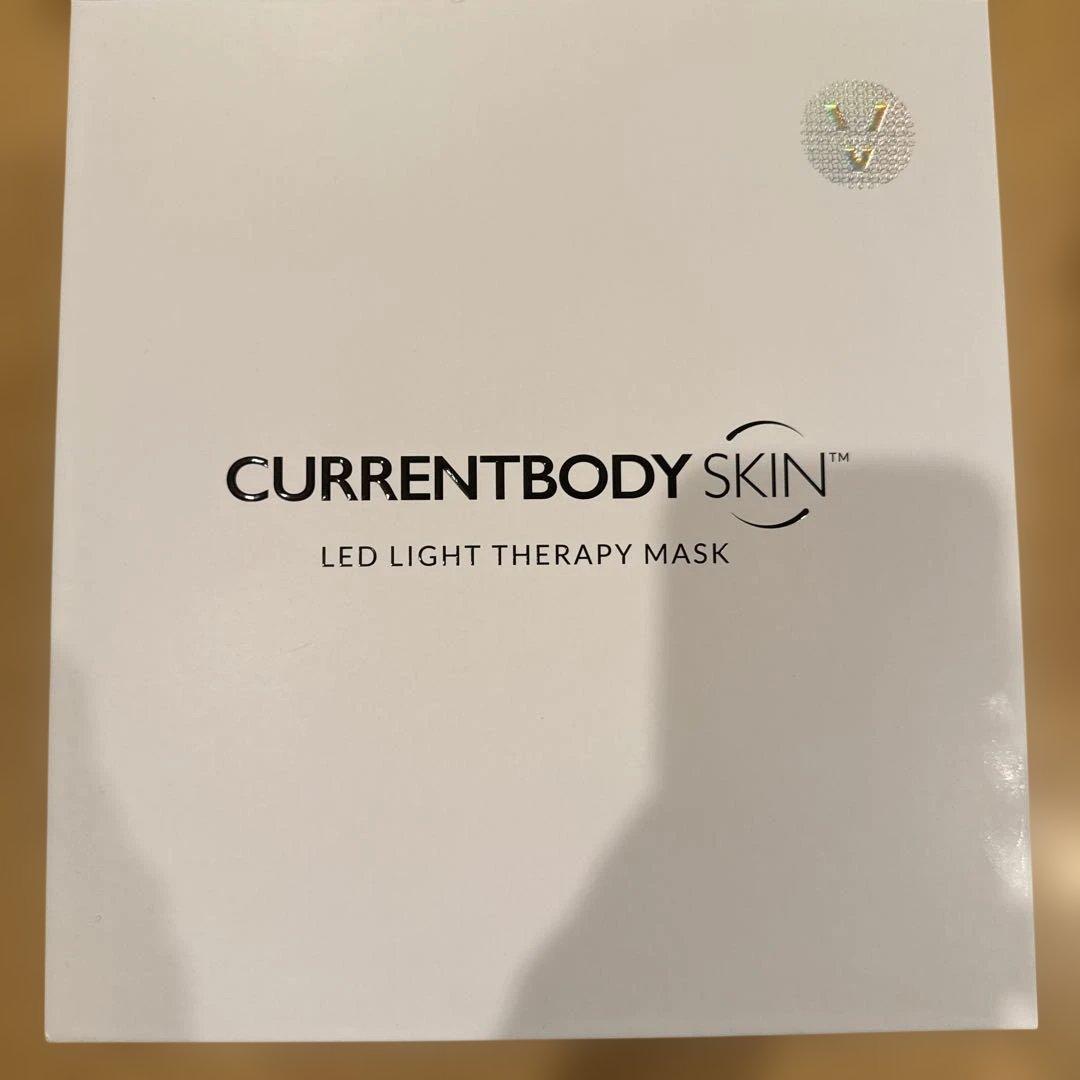 V
CURRENTBODY SKIN™
LED LIGHT THERAPY MASK